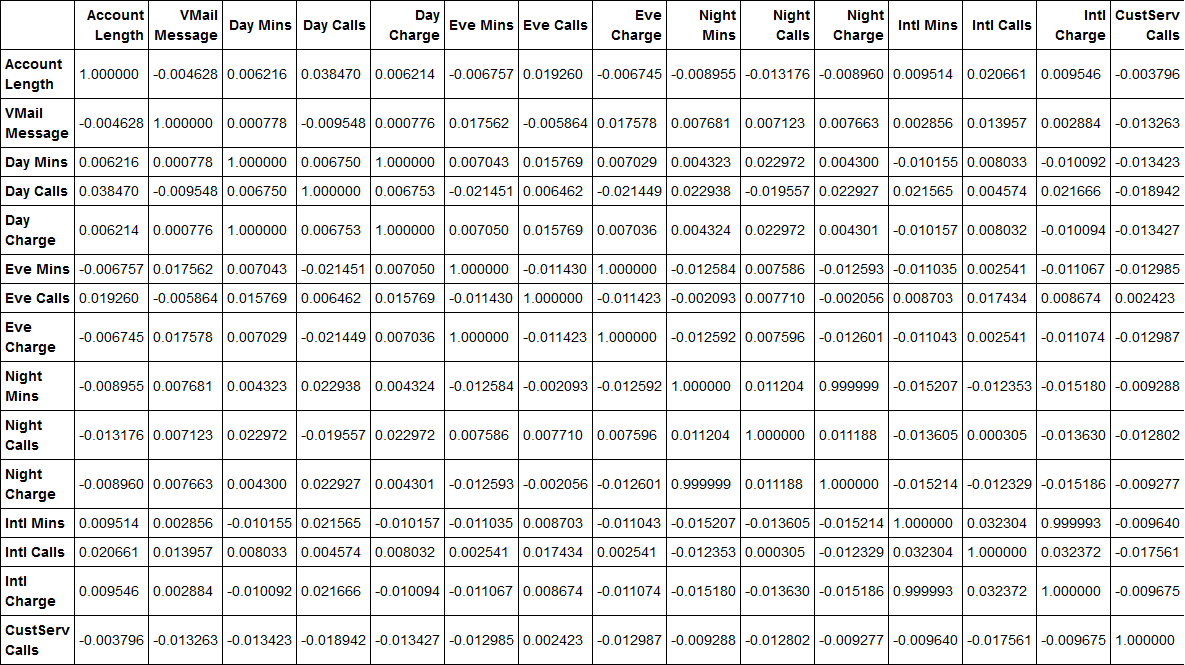 Account Length VMail Message Day Mins Day Calls Day Charge Eve Mins Eve Calls Eve Charge Night Mins Night Calls Night Charge Intl Mins Intl Calls Intl Charge CustServ Calls
Account Length 1.000000 -0.004628 0.006216 0.038470 0.006214 -0.006757 0.019260 -0.006745 -0.008955 -0.013176 -0.008960 0.009514 0.020661 0.009546 -0.003796
VMail Message -0.004628 1.000000 0.000778 -0.009548 0.000776 0.017562 -0.005864 0.017578 0.007681 0.007123 0.007663 0.002856 0.013957 0.002884 -0.013263
Day Mins 0.006216 0.000778 1.000000 0.006750 1.000000 0.007043 0.015769 0.007029 0.004323 0.022972 0.004300 -0.010155 0.008033 -0.010092 -0.013423
Day Calls 0.038470 -0.009548 0.006750 1.000000 0.006753 -0.021451 0.006462 -0.021449 0.022938 -0.019557 0.022927 0.021565 0.004574 0.021666 -0.018942
Day Charge 0.006214 0.000776 1.000000 0.006753 1.000000 0.007050 0.015769 0.007036 0.004324 0.022972 0.004301 -0.010157 0.008032 -0.010094 -0.013427
Eve Mins -0.006757 0.017562 0.007043 -0.021451 0.007050 1.000000 -0.011430 1.000000 -0.012584 0.007586 -0.012593 -0.011035 0.002541 -0.011067 -0.012985
Eve Calls 0.019260 -0.005864 0.015769 0.006462 0.015769 -0.011430 1.000000 -0.011423 -0.002093 0.007710 -0.002056 0.008703 0.017434 0.008674 0.002423
Eve Charge -0.006745 0.017578 0.007029 -0.021449 0.007036 1.000000 -0.011423 1.000000 -0.012592 0.007596 -0.012601 -0.011043 0.002541 -0.011074 -0.012987
Night Mins -0.008955 0.007681 0.004323 0.022938 0.004324 -0.012584 -0.002093 -0.012592 1.000000 0.011204 0.999999 -0.015207 -0.012353 -0.015180 -0.009288
Night Calls -0.013176 0.007123 0.022972 -0.019557 0.022972 0.007586 0.007710 0.007596 0.011204 1.000000 0.011188 -0.013605 0.000305 -0.013630 -0.012802
Night Charge -0.008960 0.007663 0.004300 0.022927 0.004301 -0.012593 -0.002056 -0.012601 0.999999 0.011188 1.000000 -0.015214 -0.012329 -0.015186 -0.009277
Intl Mins 0.009514 0.002856 -0.010155 0.021565 -0.010157 -0.011035 0.008703 -0.011043 -0.015207 -0.013605 -0.015214 1.000000 0.032304 0.999993 -0.009640
Intl Calls 0.020661 0.013957 0.008033 0.004574 0.008032 0.002541 0.017434 0.002541 -0.012353 0.000305 -0.012329 0.032304 1.000000 0.032372 -0.017561
Intl Charge 0.009546 0.002884 -0.010092 0.021666 -0.010094 -0.011067 0.008674 -0.011074 -0.015180 -0.013630 -0.015186 0.999993 0.032372 1.000000 -0.009675
CustServ Calls -0.003796 -0.013263 -0.013423 -0.018942 -0.013427 -0.012985 0.002423 -0.012987 -0.009288 -0.012802 -0.009277 -0.009640 -0.017561 -0.009675 1.000000